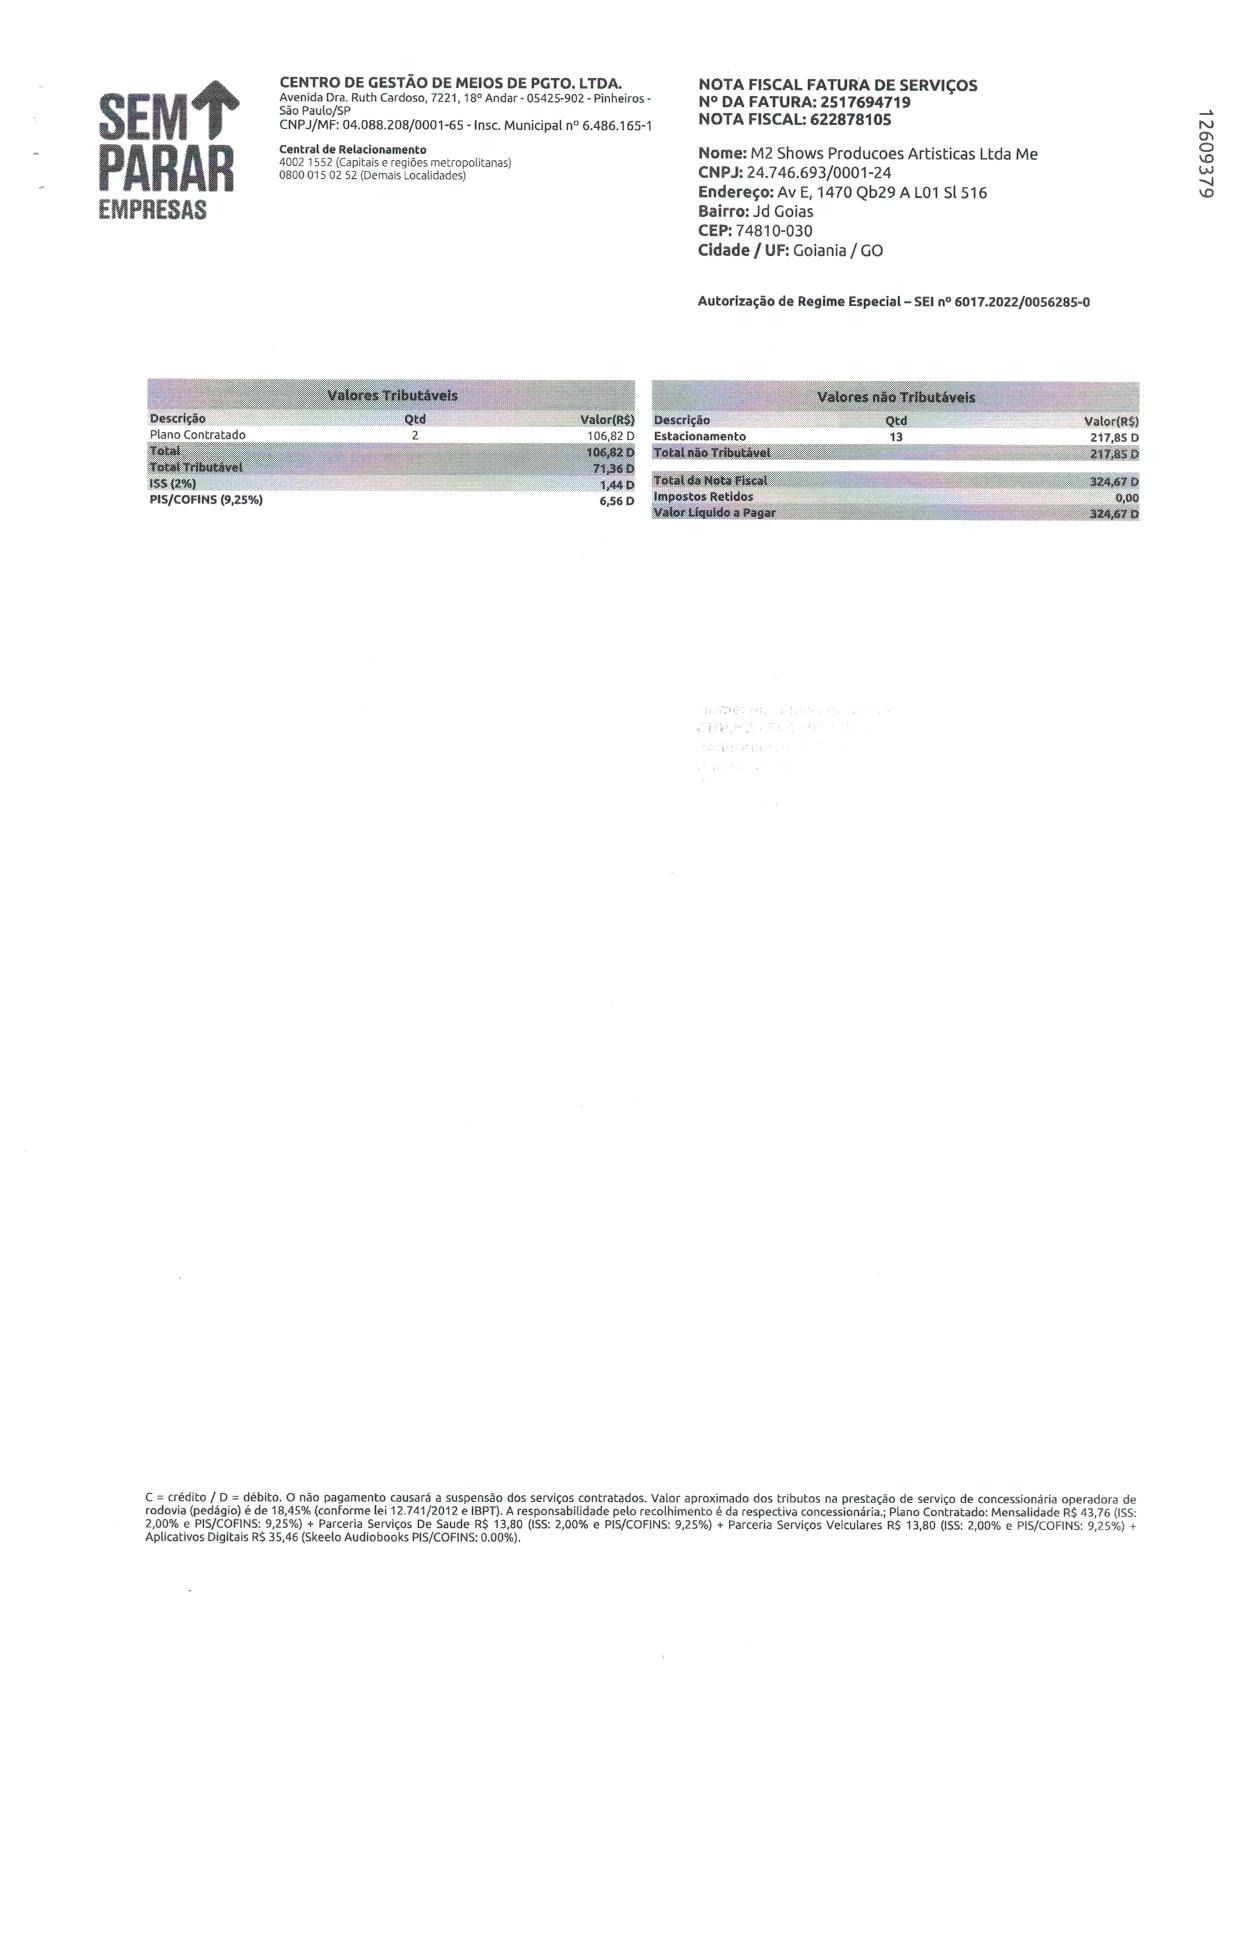 SEM
PARAR
EMPRESAS
CENTRO DE GESTÃO DE MEIOS DE PGTO. LTDA.
Avenida Dra. Ruth Cardoso, 7221, 18º Andar - 05425-902 - Pinheiros -
São Paulo/SP
CNPJ/MF: 04.088.208/0001-65 - Insc. Municipal nº 6.486.165-1
Central de Relacionamento
4002 1552 (Capitais e regiões metropolitanas)
0800 015 02 52 (Demais Localidades)
NOTA FISCAL FATURA DE SERVIÇOS
Nº DA FATURA: 2517694719
NOTA FISCAL: 622878105
Nome: M2 Shows Producoes Artisticas Ltda Me
CNPJ: 24.746.693/0001-24
Endereço: Av E, 1470 Qb29 A L01 Sl 516
Bairro: Jd Goias
CEP: 74810-030
Cidade / UF: Goiania / GO
Autorização de Regime Especial – SEI nº 6017.2022/0056285-0
12609379
Valores Tributáveis
Descrição Qtd Valor(R$)
Plano Contratado 2 106,82 D
Total 106,82 D
Total Tributável 71,36 D
ISS (2%) 1,44 D
PIS/COFINS (9,25%) 6,56 D
Valores não Tributáveis
Descrição Qtd Valor(R$)
Estacionamento 13 217,85 D
Total não Tributável 217,85 D
Total da Nota Fiscal 324,67 D
Impostos Retidos 0,00
Valor Líquido a Pagar 324,67 D
C = crédito / D = débito. O não pagamento causará a suspensão dos serviços contratados. Valor aproximado dos tributos na prestação de serviço de concessionária operadora de
rodovia (pedágio) é de 18,45% (conforme lei 12.741/2012 e IBPT). A responsabilidade pelo recolhimento é da respectiva concessionária.; Plano Contratado: Mensalidade R$ 43,76 (ISS:
2,00% e PIS/COFINS: 9,25%) + Parceria Serviços De Saude R$ 13,80 (ISS: 2,00% e PIS/COFINS: 9,25%) + Parceria Serviços Veiculares R$ 13,80 (ISS: 2,00% e PIS/COFINS: 9,25%) +
Aplicativos Digitais R$ 35,46 (Skeelo Audiobooks PIS/COFINS: 0.00%).